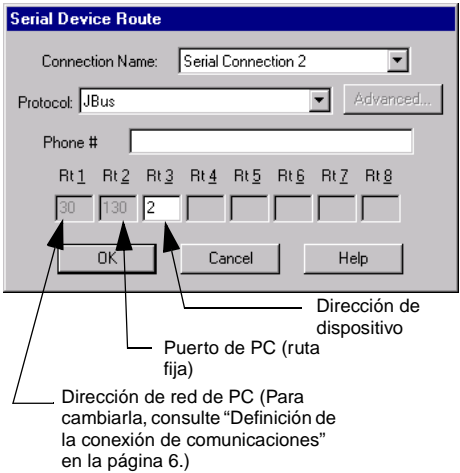 Serial Device Route
Connection Name: Serial Connection 2
Protocol: JBus Advanced...
Phone #
Rt 1 Rt 2 Rt 3 Rt 4 Rt 5 Rt 6 Rt 7 Rt 8
30 130 2
OK Cancel Help
Dirección de
dispositivo
Puerto de PC (ruta
fija)
Dirección de red de PC (Para
cambiarla, consulte “Definición de
la conexión de comunicaciones”
en la página 6.)